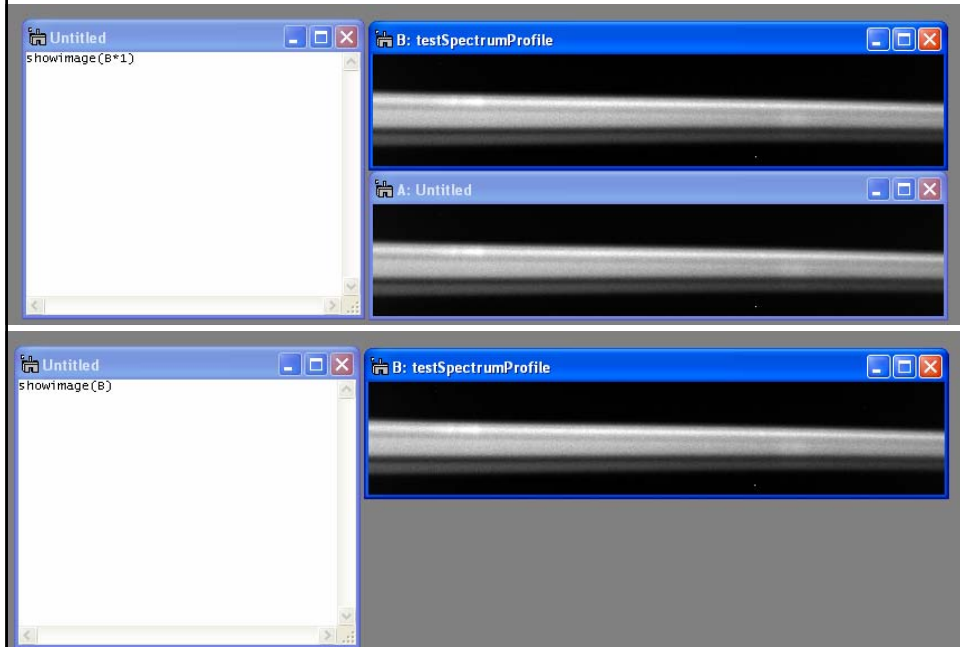 Untitled
showimage(B*1)
B: testSpectrumProfile
A: Untitled
Untitled
showimage(B)
B: testSpectrumProfile